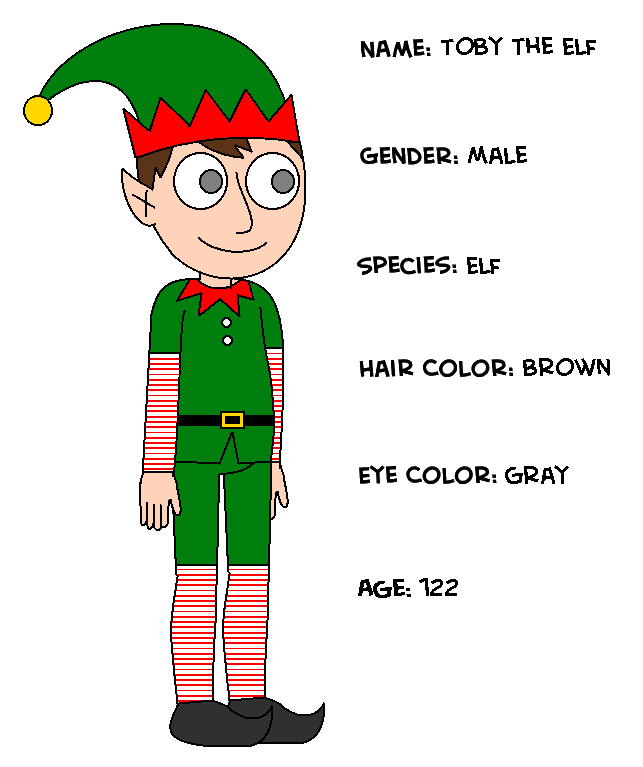 NAME: TOBY THE ELF
GENDER: MALE
SPECIES: ELF
HAIR COLOR: BROWN
EYE COLOR: GRAY
AGE: 122